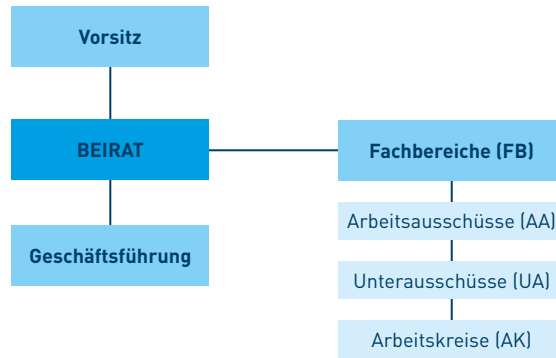 Vorsitz
BEIRAT
Geschäftsführung
Fachbereiche (FB)
Arbeitsausschüsse (AA)
Unterausschüsse (UA)
Arbeitskreise (AK)